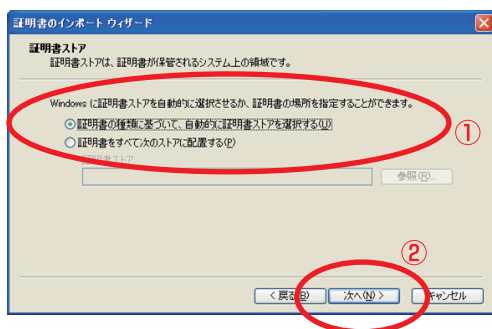 証明書のインポート ウィザード
①
証明書ストア
証明書ストアは、証明書が保管されるシステム上の領域です。
Windows に証明書ストアを自動的に選択させるか、証明書の場所を指定することができます。
証明書の種類に基づいて、自動的に証明書ストアを選択する(U)
証明書をすべて次のストアに配置する(P)
①
証明書ストア:
参照(R)...
②
< 戻る(B)
次へ(N) >
キャンセル